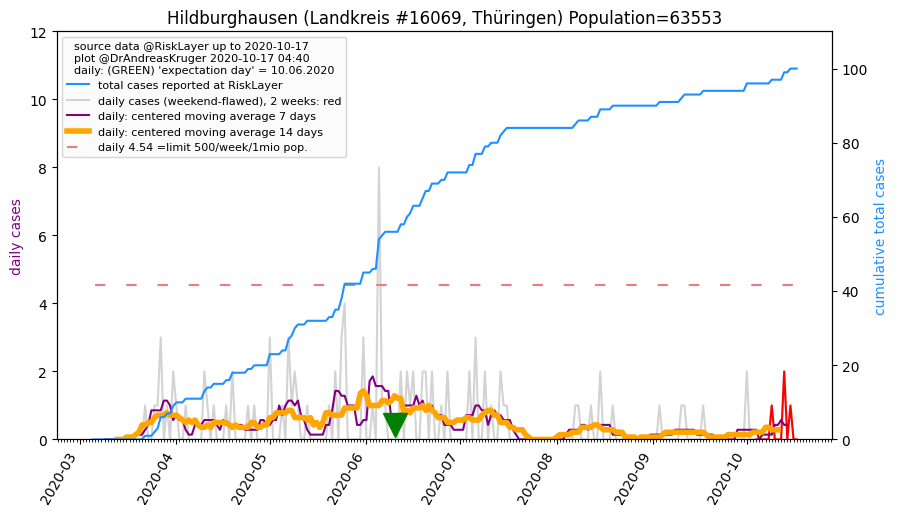 Hildburghausen (Landkreis #16069, Thüringen) Population=63553
source data @RiskLayer up to 2020-10-17
plot @DrAndreasKruger 2020-10-17 04:40
daily: (GREEN) 'expectation day' = 10.06.2020
total cases reported at RiskLayer
daily cases (weekend-flawed), 2 weeks: red
daily: centered moving average 7 days
daily: centered moving average 14 days
daily 4.54 =limit 500/week/1mio pop.
daily cases
12
10
8
6
4
2
0
100
80
60
40
20
0
cumulative total cases
2020-03
2020-04
2020-05
2020-06
2020-07
2020-08
2020-09
2020-10